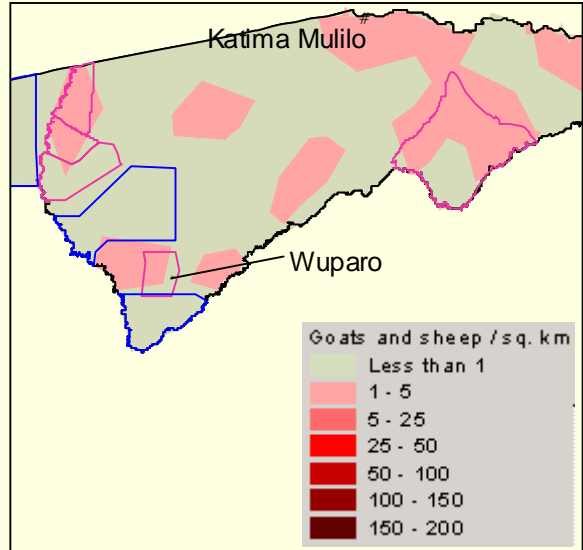 #
Katima Mulilo
Wuparo
Goats and sheep / sq. km
Less than 1
1 - 5
5 - 25
25 - 50
50 - 100
100 - 150
150 - 200